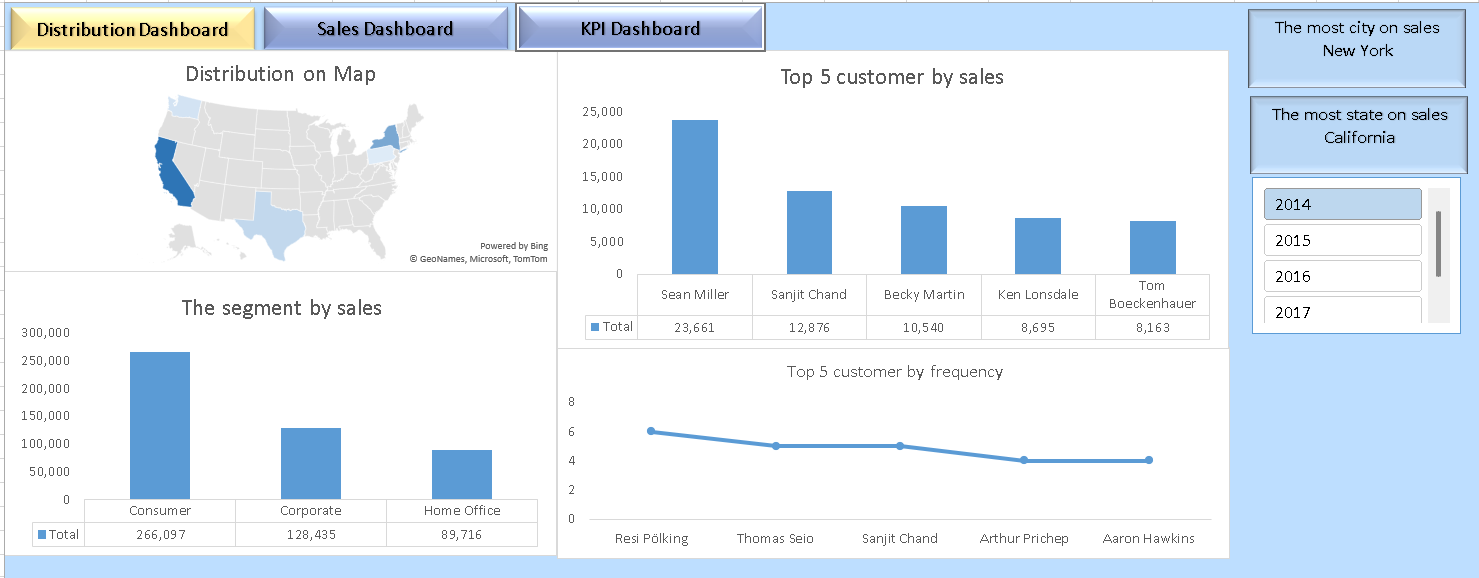 Distribution Dashboard
Sales Dashboard
KPI Dashboard
The most city on sales
New York
The most state on sales
California
2014
2015
2016
2017
Distribution on Map
Powered by Bing
© GeoNames, Microsoft, TomTom
Top 5 customer by sales
25,000
20,000
15,000
10,000
5,000
0
Sean Miller
Sanjit Chand
Becky Martin
Ken Lonsdale
Tom
Boeckenhauer
Total 23,661 12,876 10,540 8,695 8,163
The segment by sales
300,000
250,000
200,000
150,000
100,000
50,000
0
Consumer Corporate Home Office
Total 266,097 128,435 89,716
Top 5 customer by frequency
8
6
4
2
0
Resi Pölking Thomas Seio Sanjit Chand Arthur Prichep Aaron Hawkins